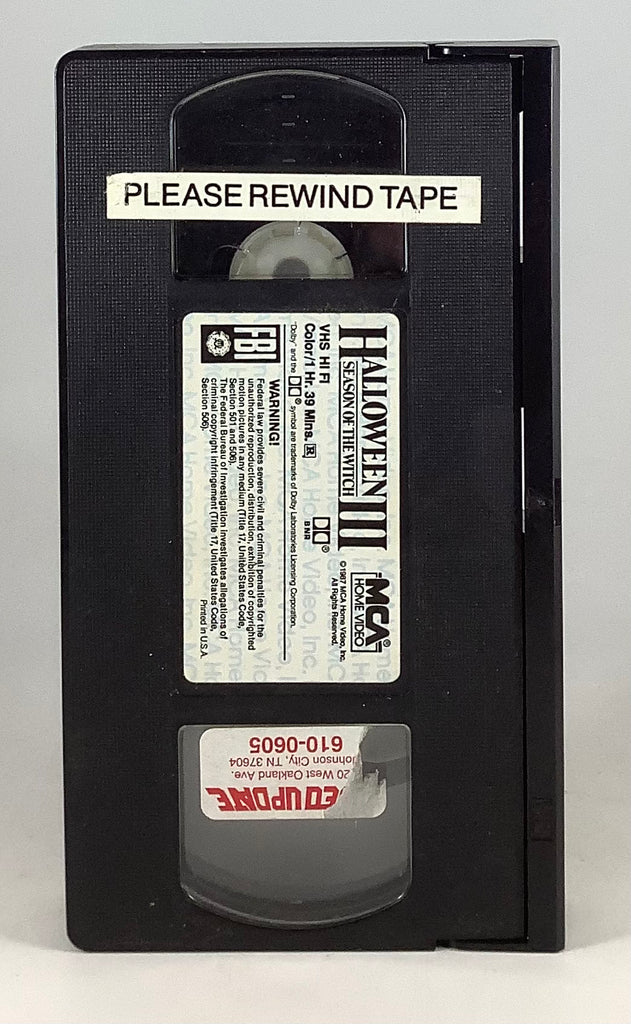 PLEASE REWIND TAPE
HALLOWEEN III
SEASON OF THE WITCH
MCA®
HOME VIDEO
©1987 MCA Home Video, Inc.
All Rights Reserved.
VHS HI FI
Color/1 Hr. 39 Mins. R
®
BNR
"Dolby" and the ® symbol are trademarks of Dolby Laboratories Licensing Corporation.
FBI
WARNING!
Federal law provides severe civil and criminal penalties for the
unauthorized reproduction, distribution, exhibition of copyrighted
motion pictures in any medium (Title 17, United States Code,
Section 501 and 506).
The Federal Bureau of Investigation investigates allegations of
criminal copyright infringement (Title 17, United States Code,
Section 506).
Printed in U.S.A.
EO UPDATE
20 West Oakland Ave.
Johnson City, TN 37604
610-0605